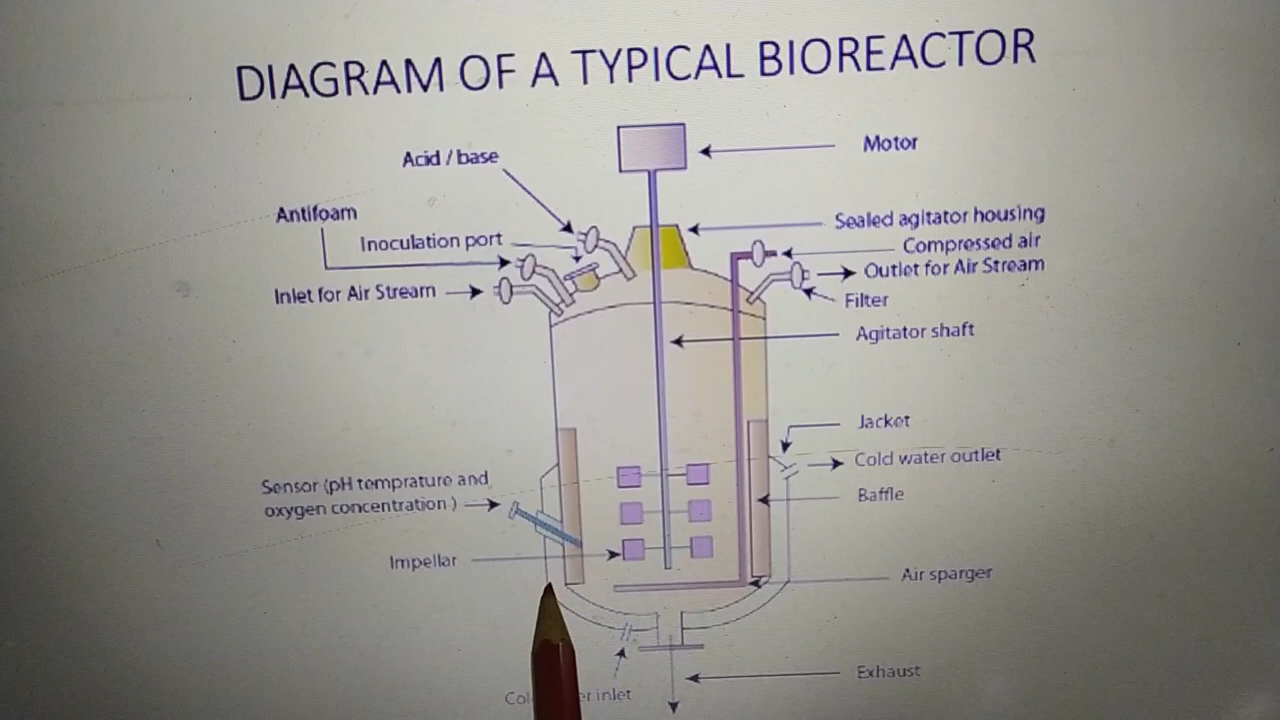 DIAGRAM OF A TYPICAL BIOREACTOR
Motor
Acid / base
Antifoam
Sealed agitator housing
Inoculation port
Compressed air
Outlet for Air Stream
Inlet for Air Stream
Filter
Agitator shaft
Jacket
Cold water outlet
Sensor (pH temprature and
oxygen concentration )
Baffle
Impellar
Air sparger
Exhaust
inlet